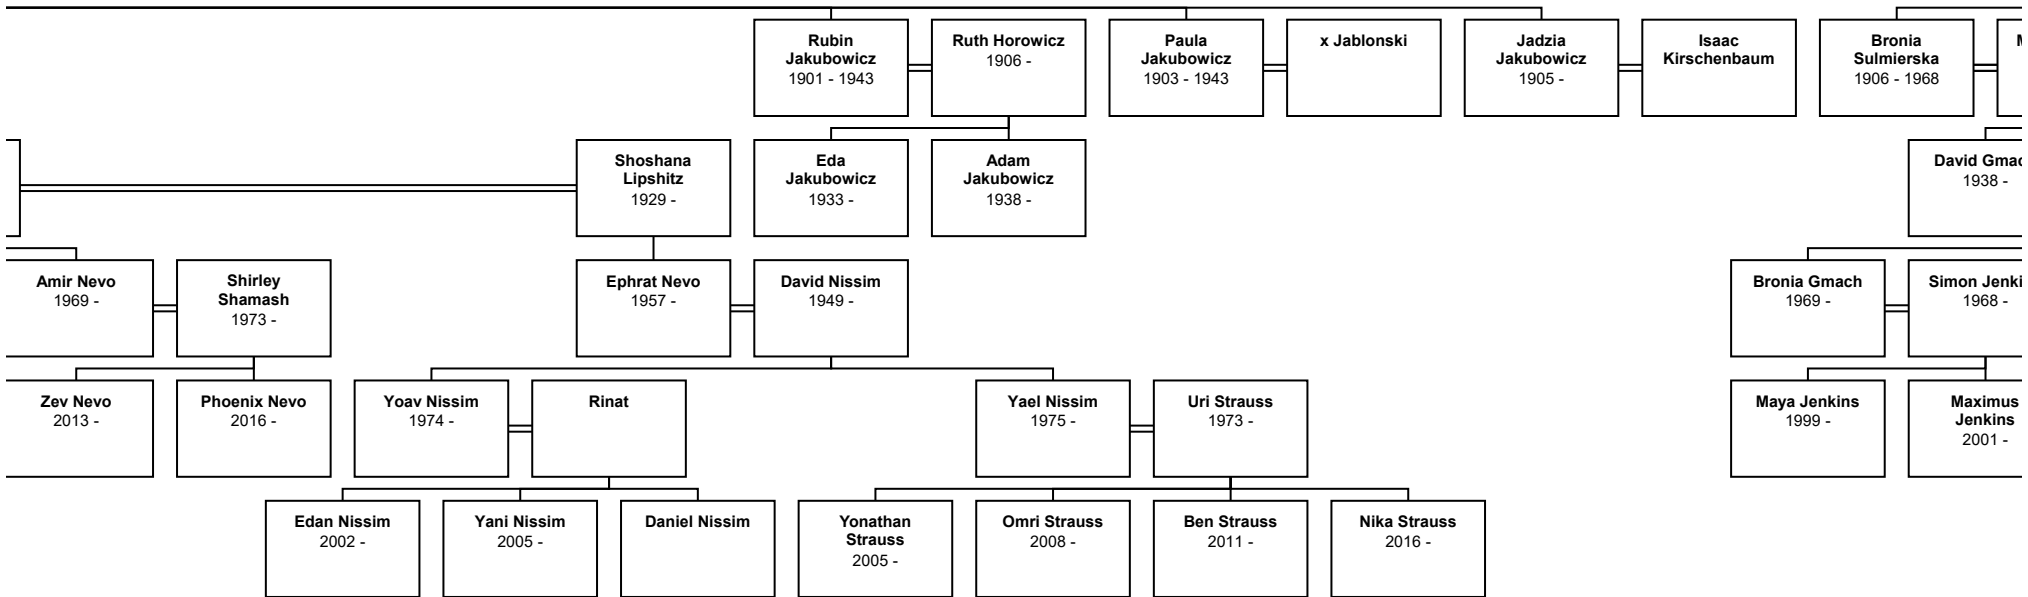 Rubin
Jakubowicz
1901 - 1943
Ruth Horowicz
1906 -
Paula
Jakubowicz
1903 - 1943
x Jablonski
Jadzia
Jakubowicz
1905 -
Isaac
Kirschenbaum
Bronia
Sulmierska
1906 - 1968
Shoshana
Lipshitz
1929 -
Eda
Jakubowicz
1933 -
Adam
Jakubowicz
1938 -
David Gmac
1938 -
Amir Nevo
1969 -
Shirley
Shamash
1973 -
Ephrat Nevo
1957 -
David Nissim
1949 -
Bronia Gmach
1969 -
Simon Jenki
1968 -
Zev Nevo
2013 -
Phoenix Nevo
2016 -
Yoav Nissim
1974 -
Rinat
Yael Nissim
1975 -
Uri Strauss
1973 -
Maya Jenkins
1999 -
Maximus
Jenkins
2001 -
Edan Nissim
2002 -
Yani Nissim
2005 -
Daniel Nissim
Yonathan
Strauss
2005 -
Omri Strauss
2008 -
Ben Strauss
2011 -
Nika Strauss
2016 -